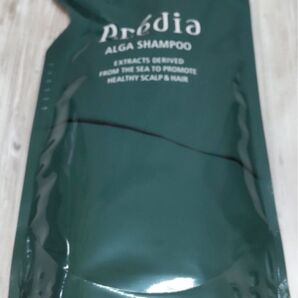 Prédia
ALGA SHAMPOO
EXTRACTS DERIVED
FROM THE SEA TO PROMOTE
HEALTHY SCALP & HAIR